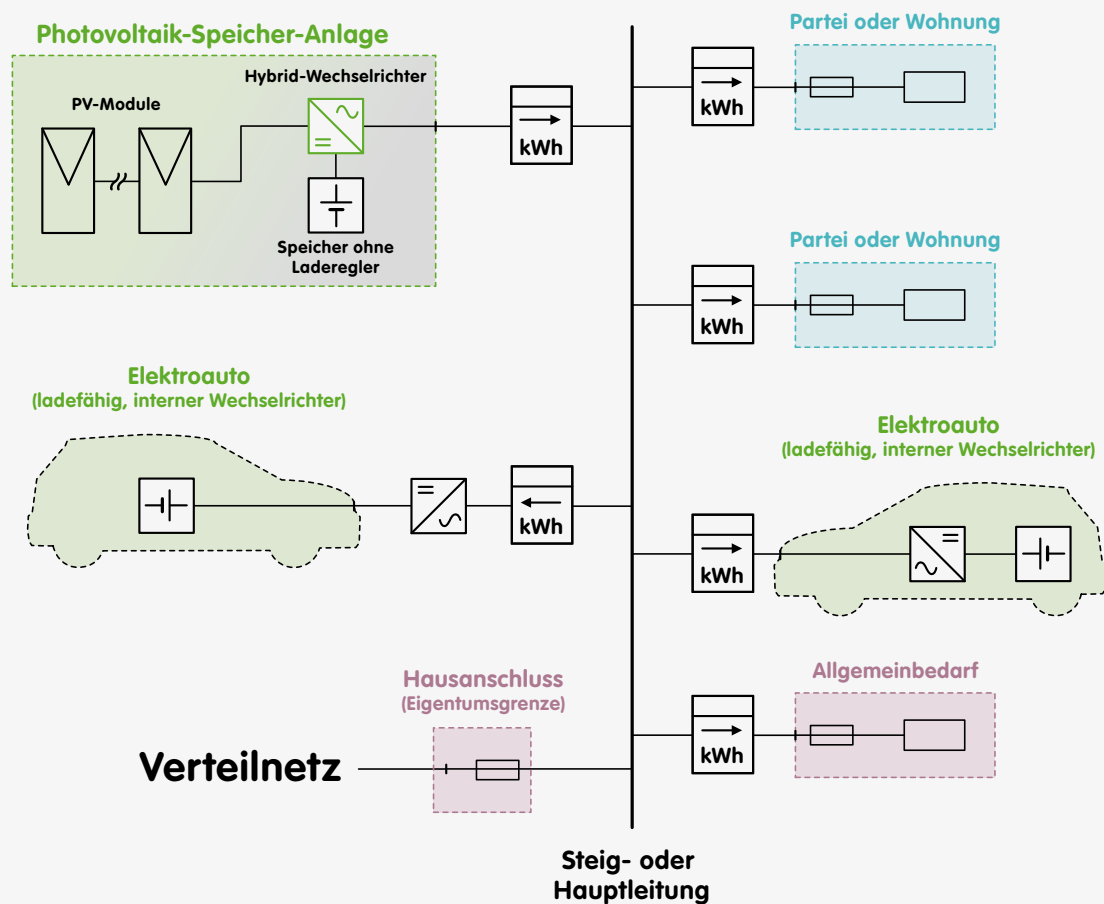 Photovoltaik-Speicher-Anlage
Hybrid-Wechselrichter
PV-Module
Speicher ohne
Laderegler
kWh
Partei oder Wohnung
kWh
Partei oder Wohnung
kWh
Elektroauto
(ladefähig, interner Wechselrichter)
kWh
Elektroauto
(ladefähig, interner Wechselrichter)
kWh
Hausanschluss
(Eigentumsgrenze)
Verteilnetz
Allgemeinbedarf
kWh
Steig- oder
Hauptleitung